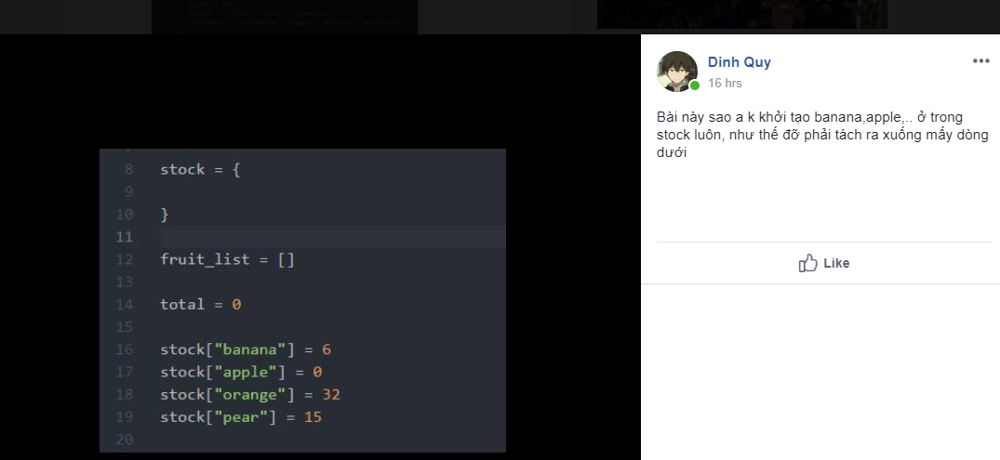 8 stock = {
9
10 }
11
12 fruit_list = []
13
14 total = 0
15
16 stock["banana"] = 6
17 stock["apple"] = 0
18 stock["orange"] = 32
19 stock["pear"] = 15
20
Dinh Quy
16 hrs
Bài này sao a k khởi tạo banana,apple,.. ở trong
stock luôn, như thế đỡ phải tách ra xuống mấy dòng
dưới
Like